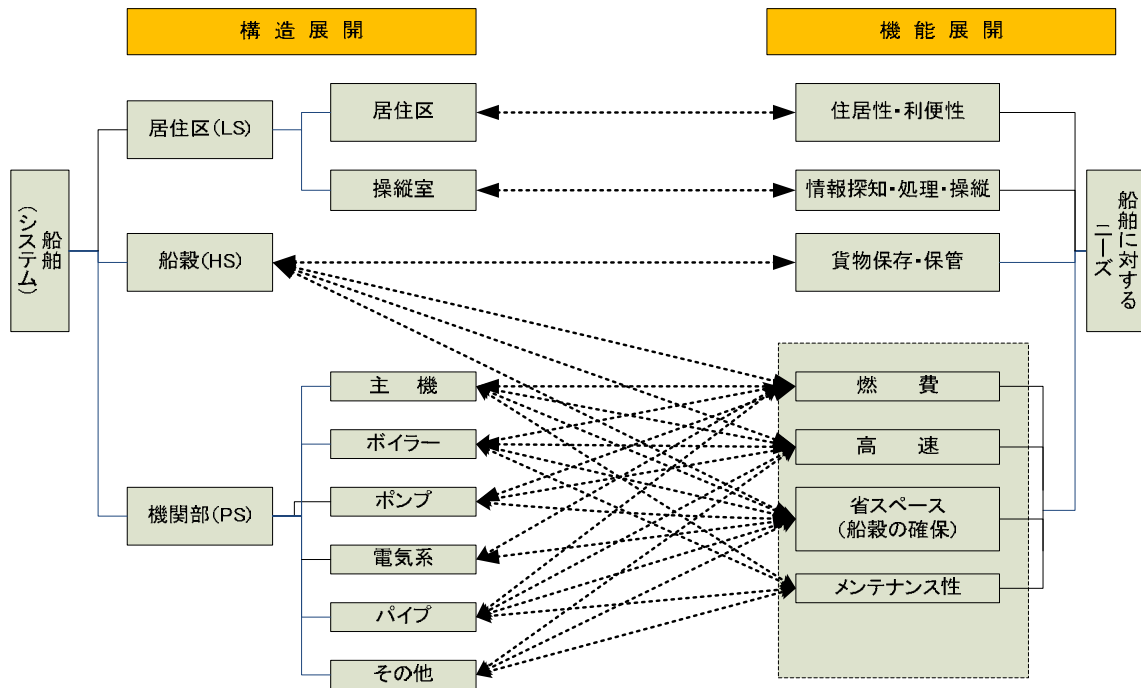 構造展開
機能展開
船舶
(システム)
居住区(LS)
船殻(HS)
機関部(PS)
居住区
操縦室
主 機
ボイラー
ポンプ
電気系
パイプ
その他
住居性・利便性
情報探知・処理・操縦
貨物保存・保管
燃 費
高 速
省スペース
(船殻の確保)
メンテナンス性
船舶に対する
ニーズ